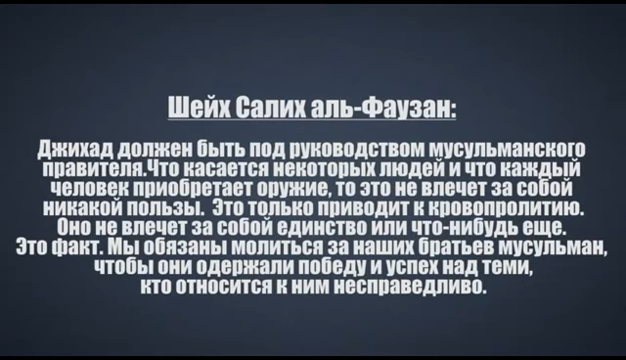 Шейх Салих аль-Фаузан:
Джихад должен быть под руководством мусульманского
правителя.Что касается некоторых людей и что каждый
человек приобретает оружие, то это не влечет за собой
никакой пользы. Это только приводит к кровопролитию.
Оно не влечет за собой единство или что-нибудь еще.
Это факт. Мы обязаны молиться за наших братьев мусульман,
чтобы они одержали победу и успех над теми,
кто относится к ним несправедливо.